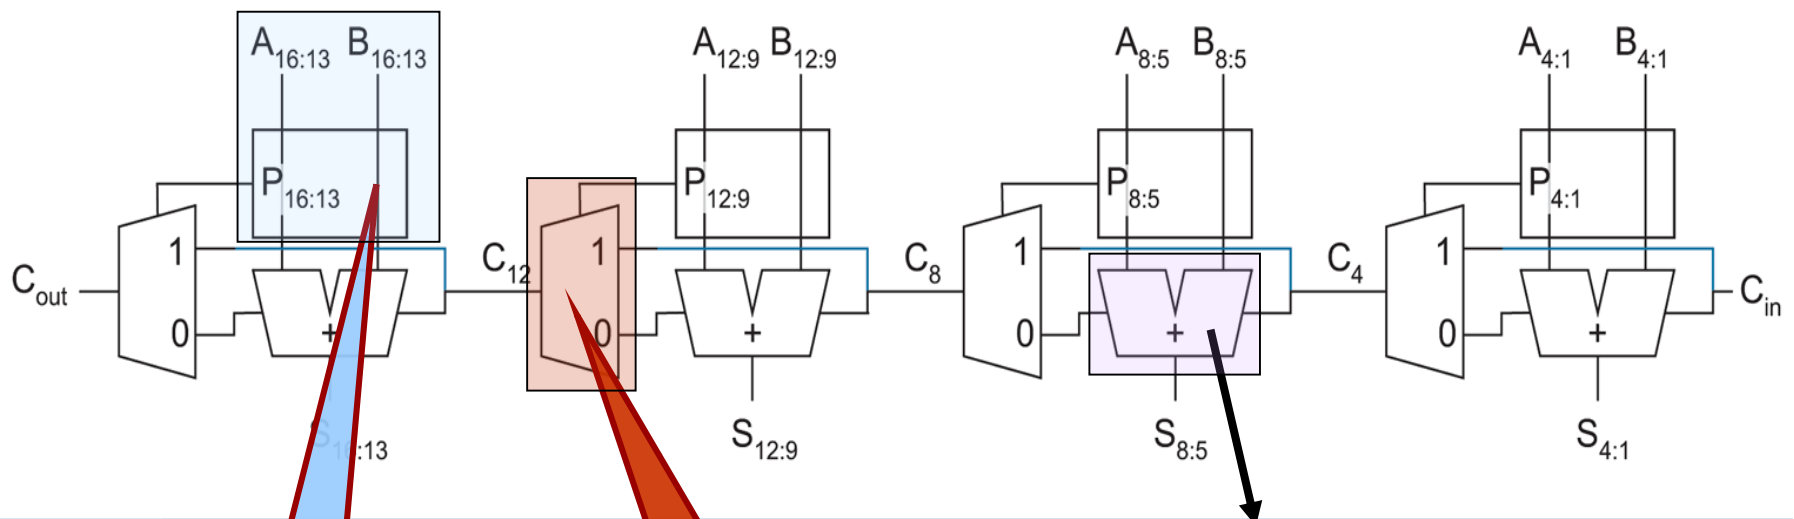 A16:13 B16:13 A12:9 B12:9 A8:5 B8:5 A4:1 B4:1
P16:13 P12:9 P8:5 P4:1
1 1 1 1
Cout C12 C8 C4 Cin
0 + 0 + 0 + 0 +
S16:13 S12:9 S8:5 S4:1